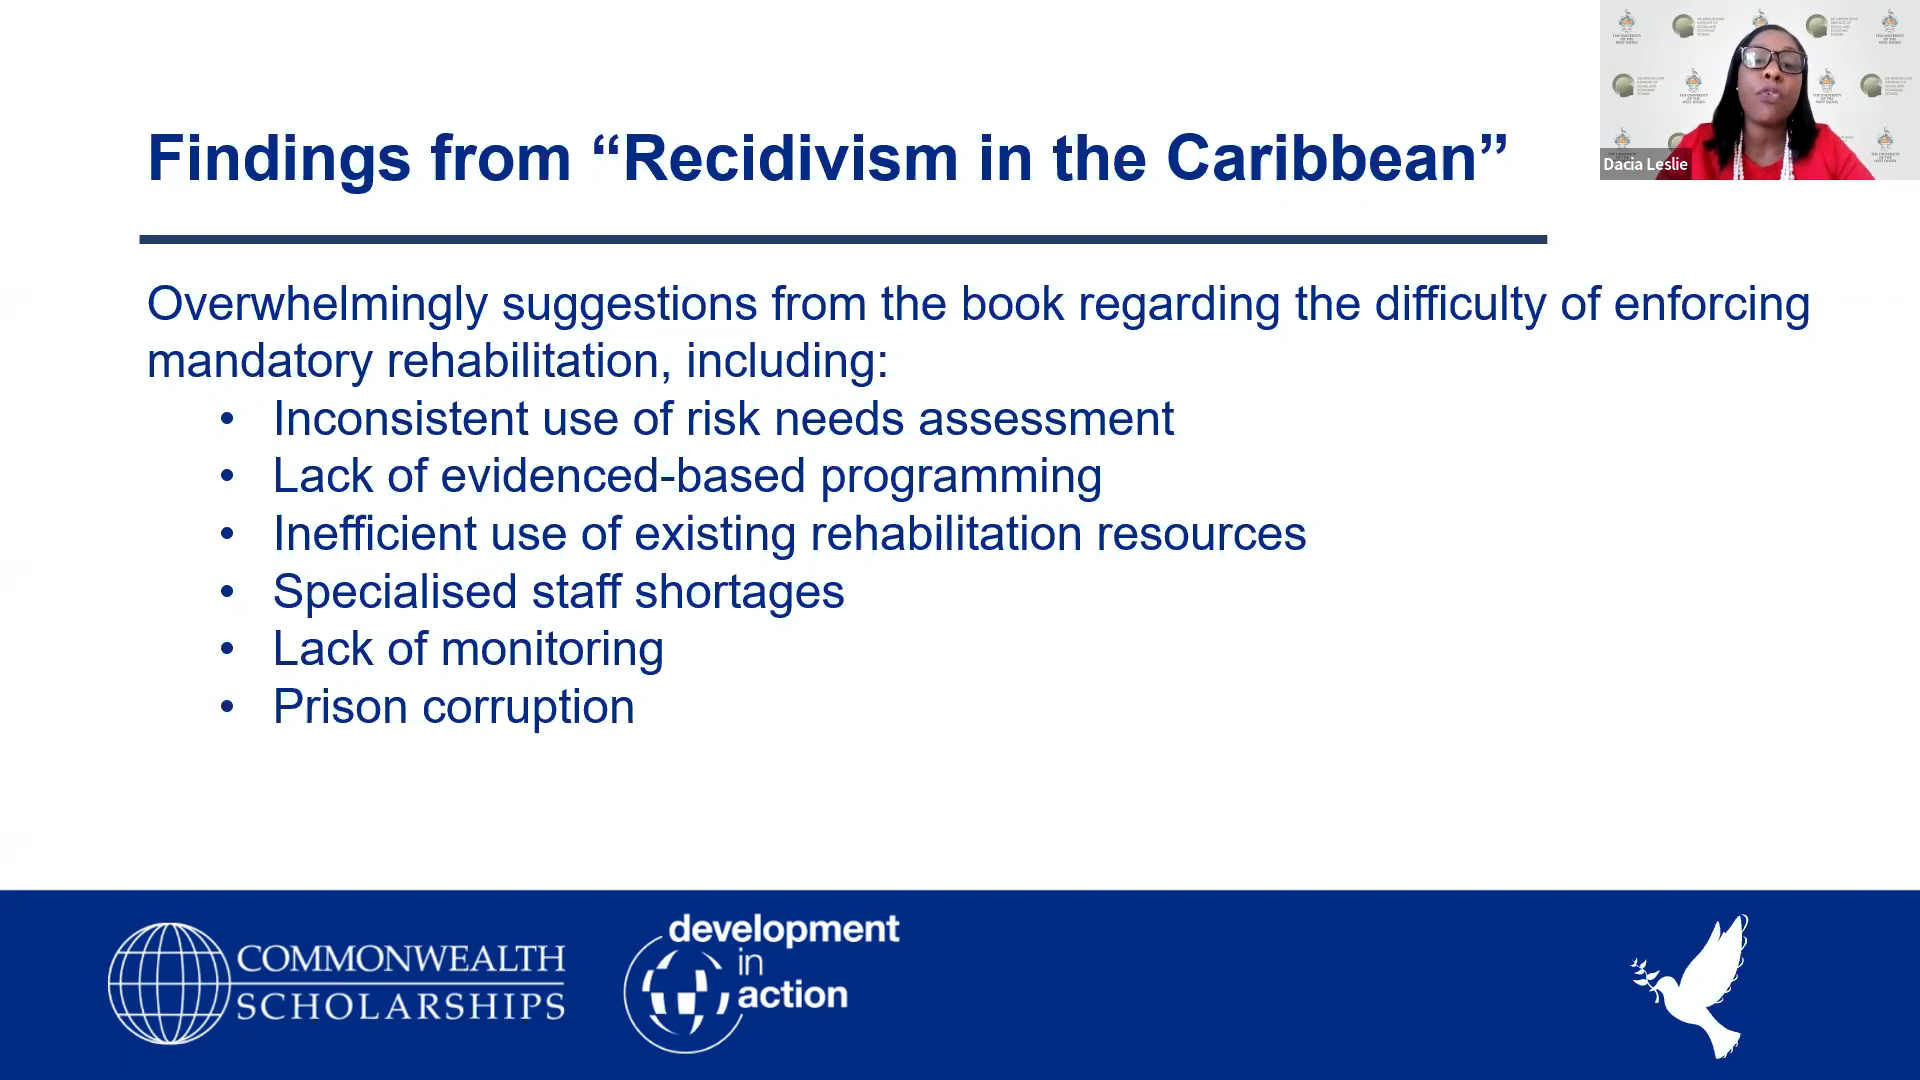 Findings from “Recidivism in the Caribbean”
Dacia Leslie
Overwhelmingly suggestions from the book regarding the difficulty of enforcing
mandatory rehabilitation, including:
• Inconsistent use of risk needs assessment
• Lack of evidenced-based programming
• Inefficient use of existing rehabilitation resources
• Specialised staff shortages
• Lack of monitoring
• Prison corruption
COMMONWEALTH
SCHOLARSHIPS
development
in
action